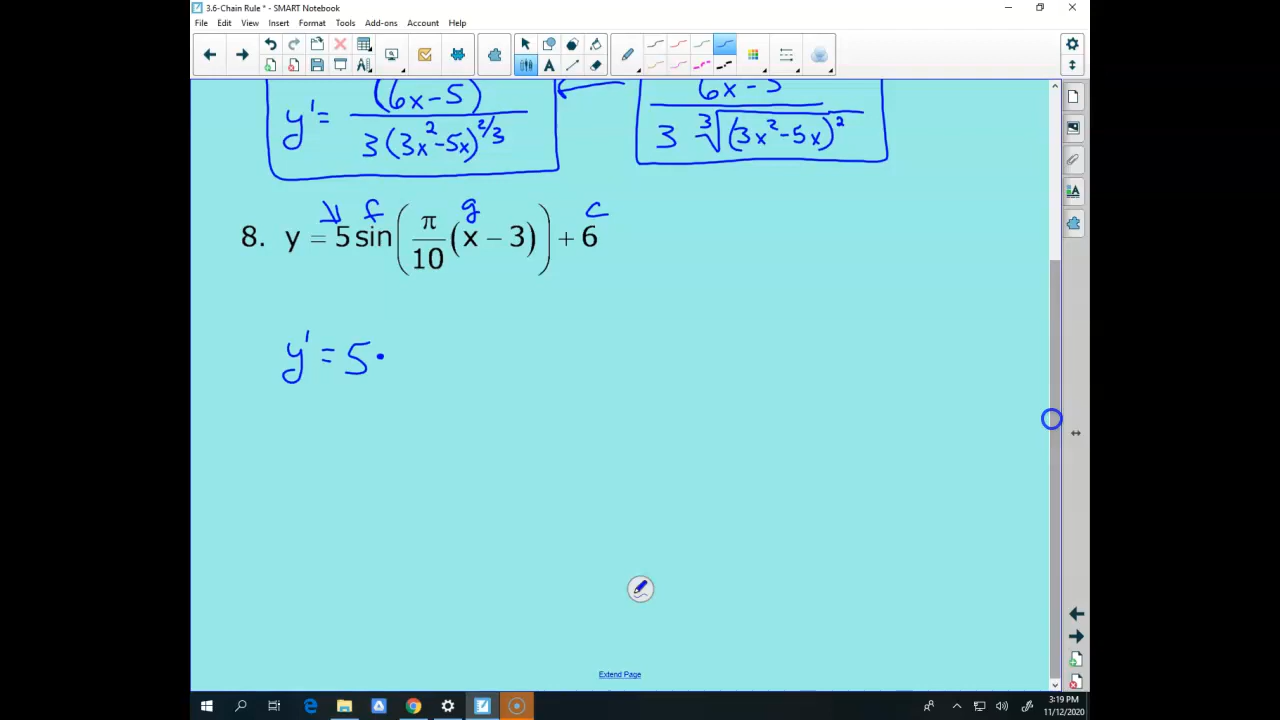 3.6-Chain Rule * - SMART Notebook
File Edit View Insert Format Tools Add-ons Account Help
y' = (6x-5) / 3(3x²-5x)^(2/3)
6x - 5 / 3 ∛(3x²-5x)²
f g c
8. y = 5 sin(π/10 (x − 3)) + 6
y' = 5 •
Extend Page
3:19 PM
11/12/2020